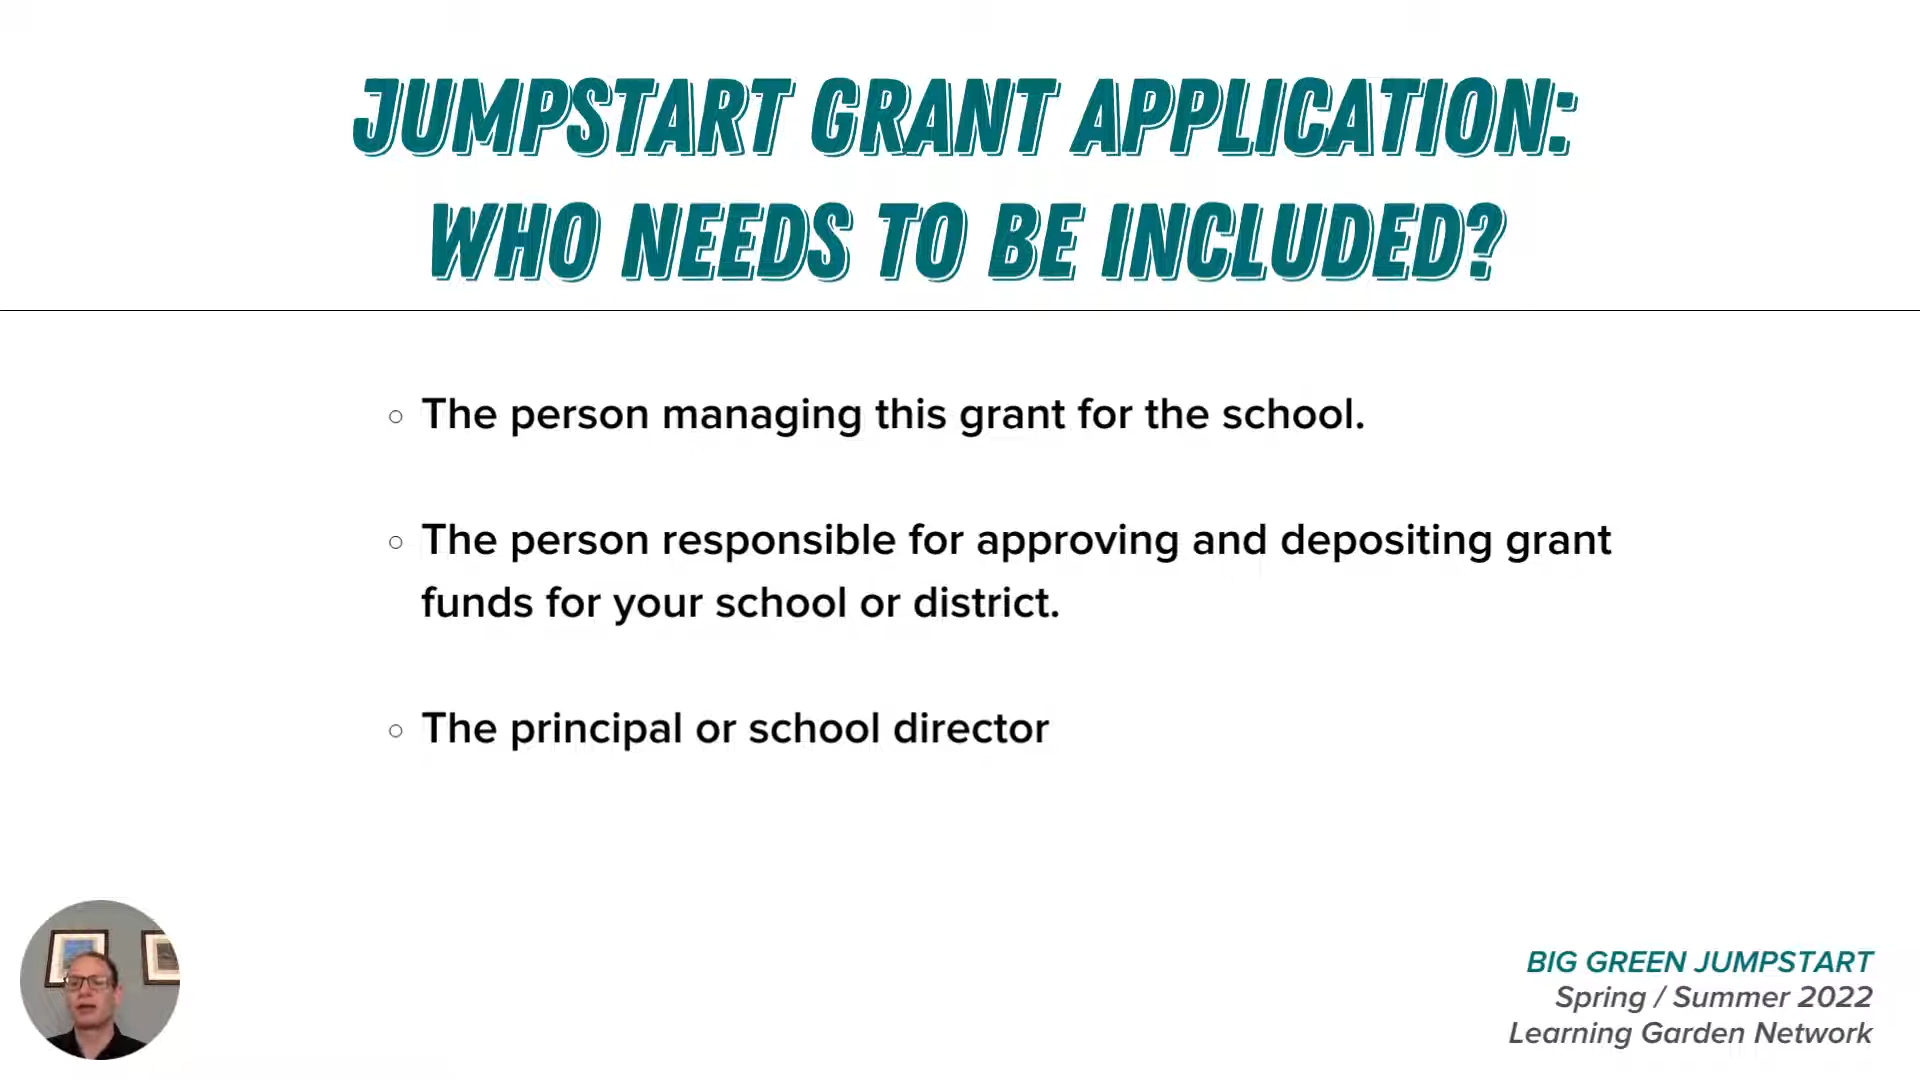 JUMPSTART GRANT APPLICATION:
WHO NEEDS TO BE INCLUDED?
The person managing this grant for the school.
The person responsible for approving and depositing grant
funds for your school or district.
The principal or school director
BIG GREEN JUMPSTART
Spring / Summer 2022
Learning Garden Network